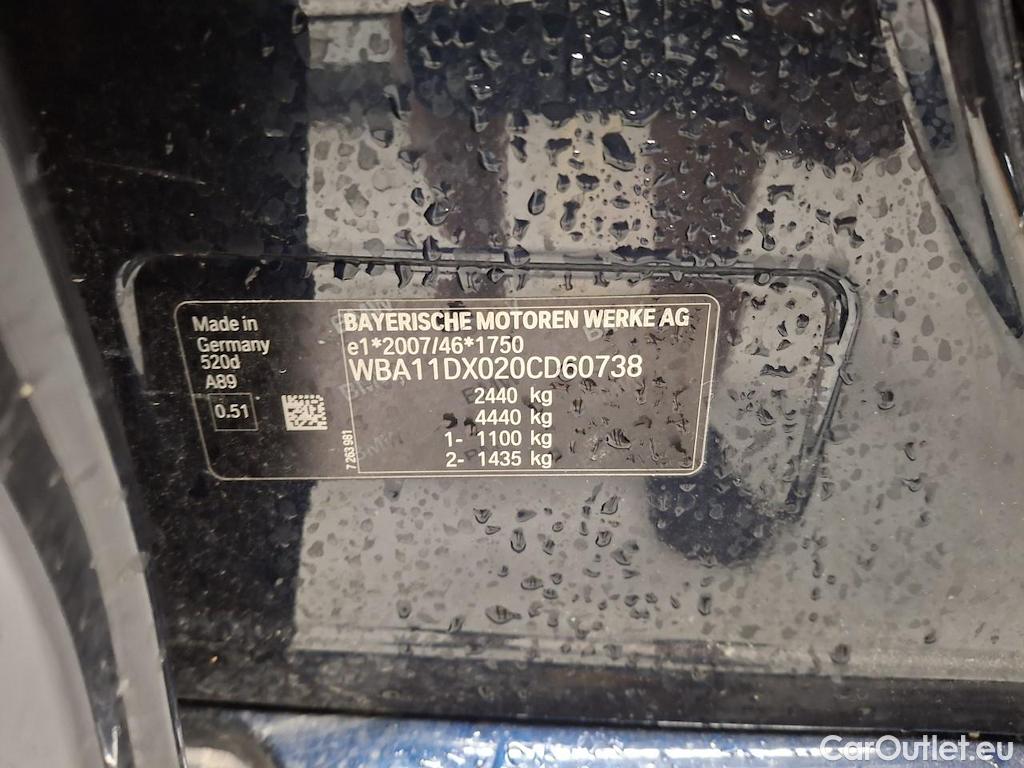 Made in
Germany
520d
A89
0.51
7 263 981
BAYERISCHE MOTOREN WERKE AG
e1*2007/46*1750
WBA11DX020CD60738
2440 kg
4440 kg
1- 1100 kg
2- 1435 kg
CarOutlet.eu